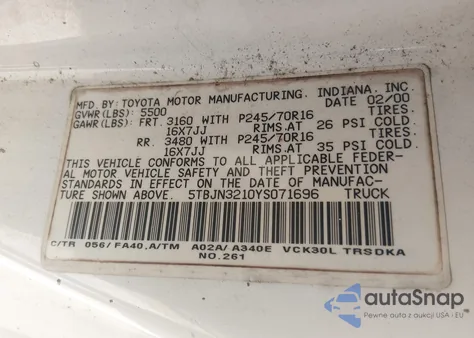 MFD. BY: TOYOTA MOTOR MANUFACTURING, INDIANA, INC.
GVWR(LBS): 5500 DATE 02/00
GAWR(LBS): FRT. 3160 WITH P245/70R16 TIRES.
16X7JJ RIMS.AT 26 PSI COLD.
RR. 3480 WITH P245/70R16 TIRES.
16X7JJ RIMS.AT 35 PSI COLD.
THIS VEHICLE CONFORMS TO ALL APPLICABLE FEDER-
AL MOTOR VEHICLE SAFETY AND THEFT PREVENTION
STANDARDS IN EFFECT ON THE DATE OF MANUFAC-
TURE SHOWN ABOVE. 5TBJN3210YS071696 TRUCK
C/TR 056/FA40.A/TM A02A/A340E VCK30L TRSDKA
NO.261
autoSnap
Pewne auta z aukcji USA i EU